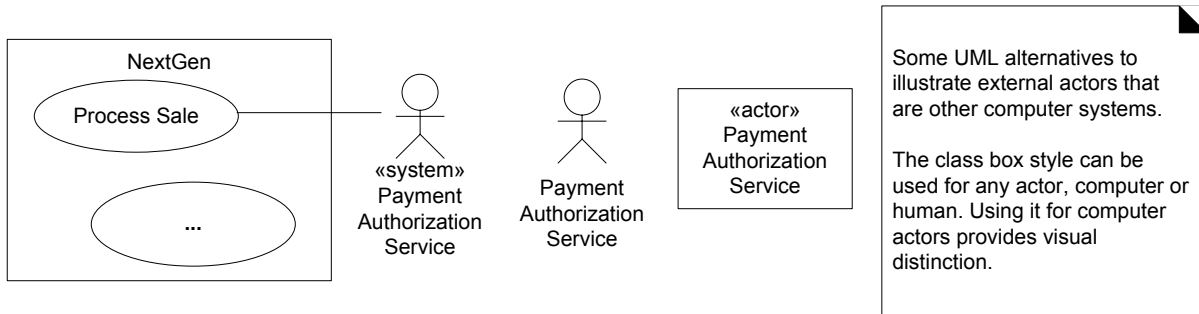 NextGen
Process Sale
...
«system»
Payment
Authorization
Service
Payment
Authorization
Service
«actor»
Payment
Authorization
Service
Some UML alternatives to
illustrate external actors that
are other computer systems.
The class box style can be
used for any actor, computer or
human. Using it for computer
actors provides visual
distinction.